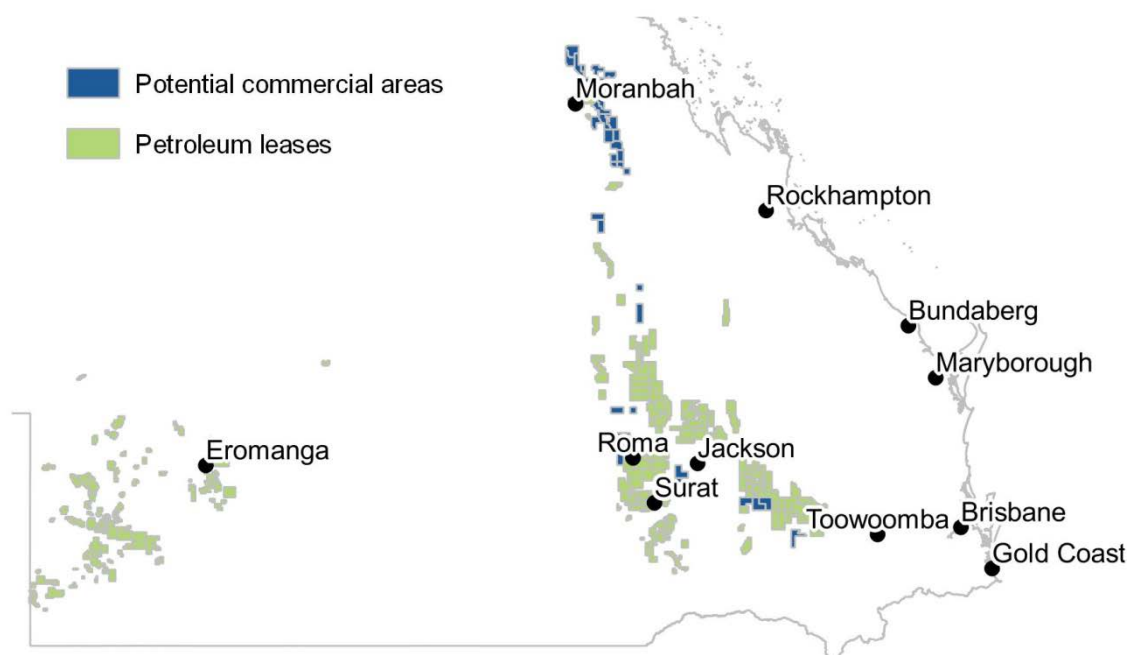 Potential commercial areas
Petroleum leases
Moranbah
Rockhampton
Bundaberg
Maryborough
Eromanga
Roma
Jackson
Surat
Toowoomba
Brisbane
Gold Coast